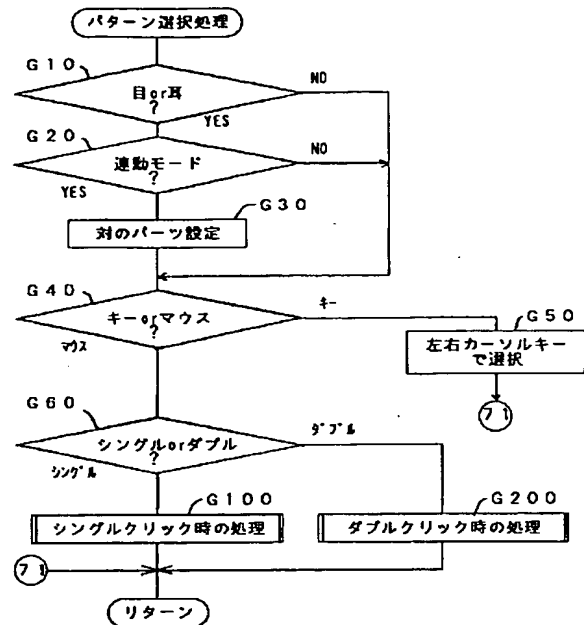 パターン選択処理
G10
目or耳
?
NO
YES
G20
連動モード
?
NO
YES
G30
対のパーツ設定
G40
キーorマウス
?
キー
マウス
G50
左右カーソルキー
で選択
71
G60
シングルorダブル
?
ダブル
シングル
G100
シングルクリック時の処理
G200
ダブルクリック時の処理
71
リターン